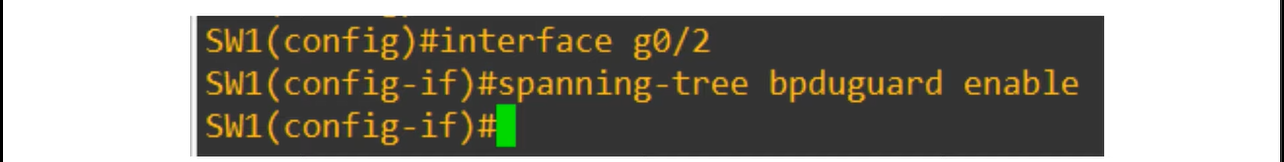 SW1(config)#interface g0/2
SW1(config-if)#spanning-tree bpduguard enable
SW1(config-if)#